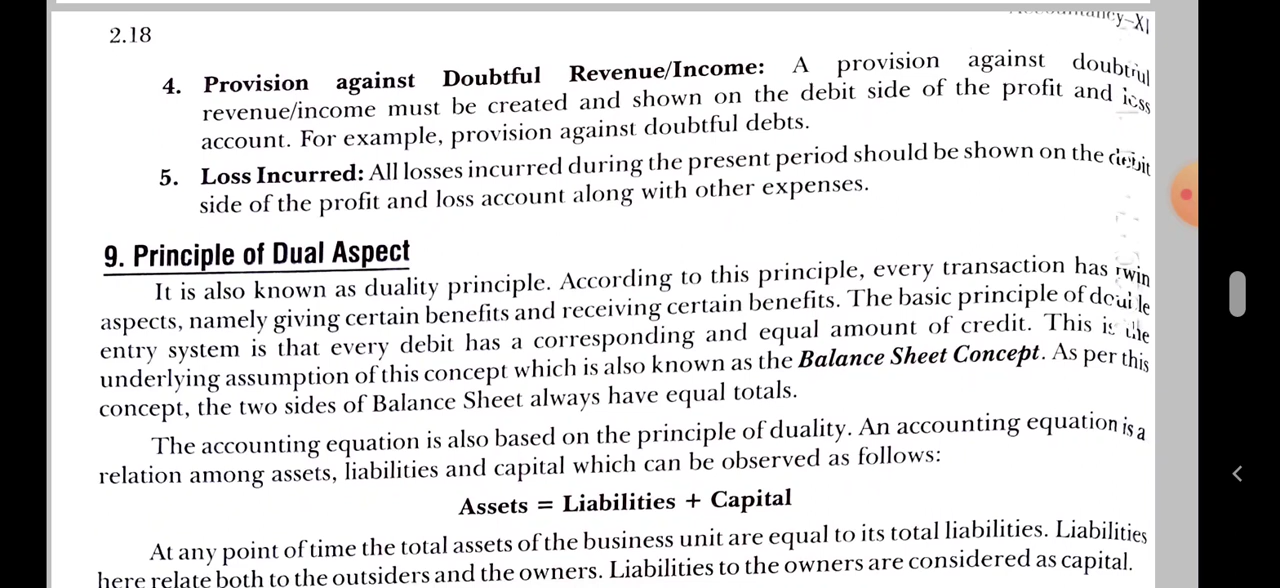 2.18
4. Provision against Doubtful Revenue/Income: A provision against doubtful
revenue/income must be created and shown on the debit side of the profit and loss
account. For example, provision against doubtful debts.
5. Loss Incurred: All losses incurred during the present period should be shown on the debit
side of the profit and loss account along with other expenses.
9. Principle of Dual Aspect
It is also known as duality principle. According to this principle, every transaction has twin
aspects, namely giving certain benefits and receiving certain benefits. The basic principle of double
entry system is that every debit has a corresponding and equal amount of credit. This is the
underlying assumption of this concept which is also known as the Balance Sheet Concept. As per this
concept, the two sides of Balance Sheet always have equal totals.
The accounting equation is also based on the principle of duality. An accounting equation is a
relation among assets, liabilities and capital which can be observed as follows:
Assets = Liabilities + Capital
At any point of time the total assets of the business unit are equal to its total liabilities. Liabilities
here relate both to the outsiders and the owners. Liabilities to the owners are considered as capital.